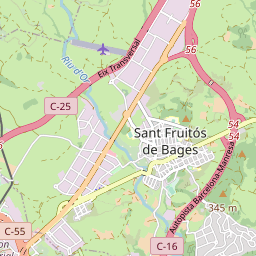 56
56
Eix Transversal
Riu d'Or
C-25
54
54
Sant Fruitós
de Bages
Autopista Barcelona-Manresa
345 m
C-55
C-16